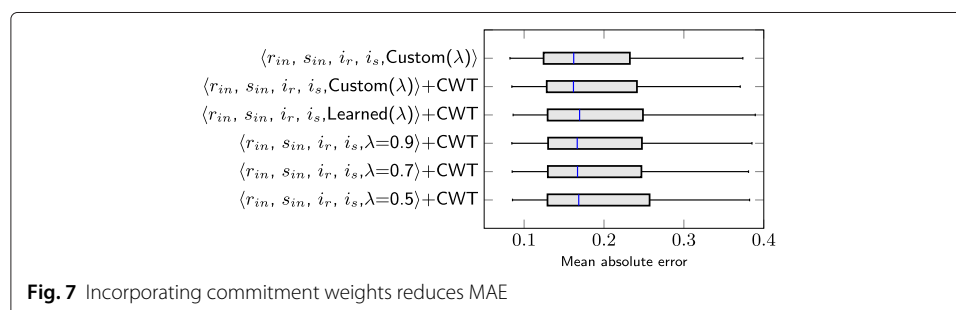 ⟨r_in, s_in, i_r, i_s,Custom(λ)⟩
⟨r_in, s_in, i_r, i_s,Custom(λ)⟩+CWT
⟨r_in, s_in, i_r, i_s,Learned(λ)⟩+CWT
⟨r_in, s_in, i_r, i_s,λ=0.9⟩+CWT
⟨r_in, s_in, i_r, i_s,λ=0.7⟩+CWT
⟨r_in, s_in, i_r, i_s,λ=0.5⟩+CWT
0.1 0.2 0.3 0.4
Mean absolute error
Fig. 7 Incorporating commitment weights reduces MAE